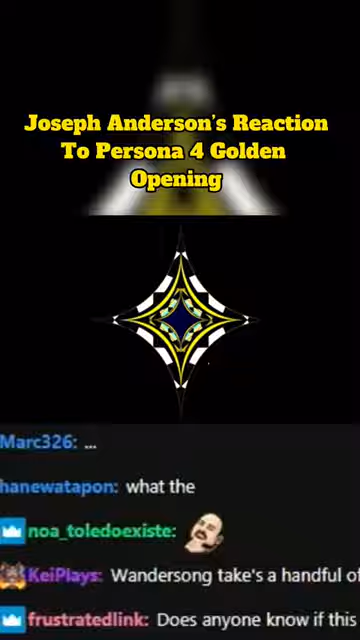 Joseph Anderson's Reaction
To Persona 4 Golden
Opening
Marc326: ...
hanewatapon: what the
noa_toledoexiste:
KeiPlays: Wandersong take's a handful of
frustratedlink: Does anyone know if this